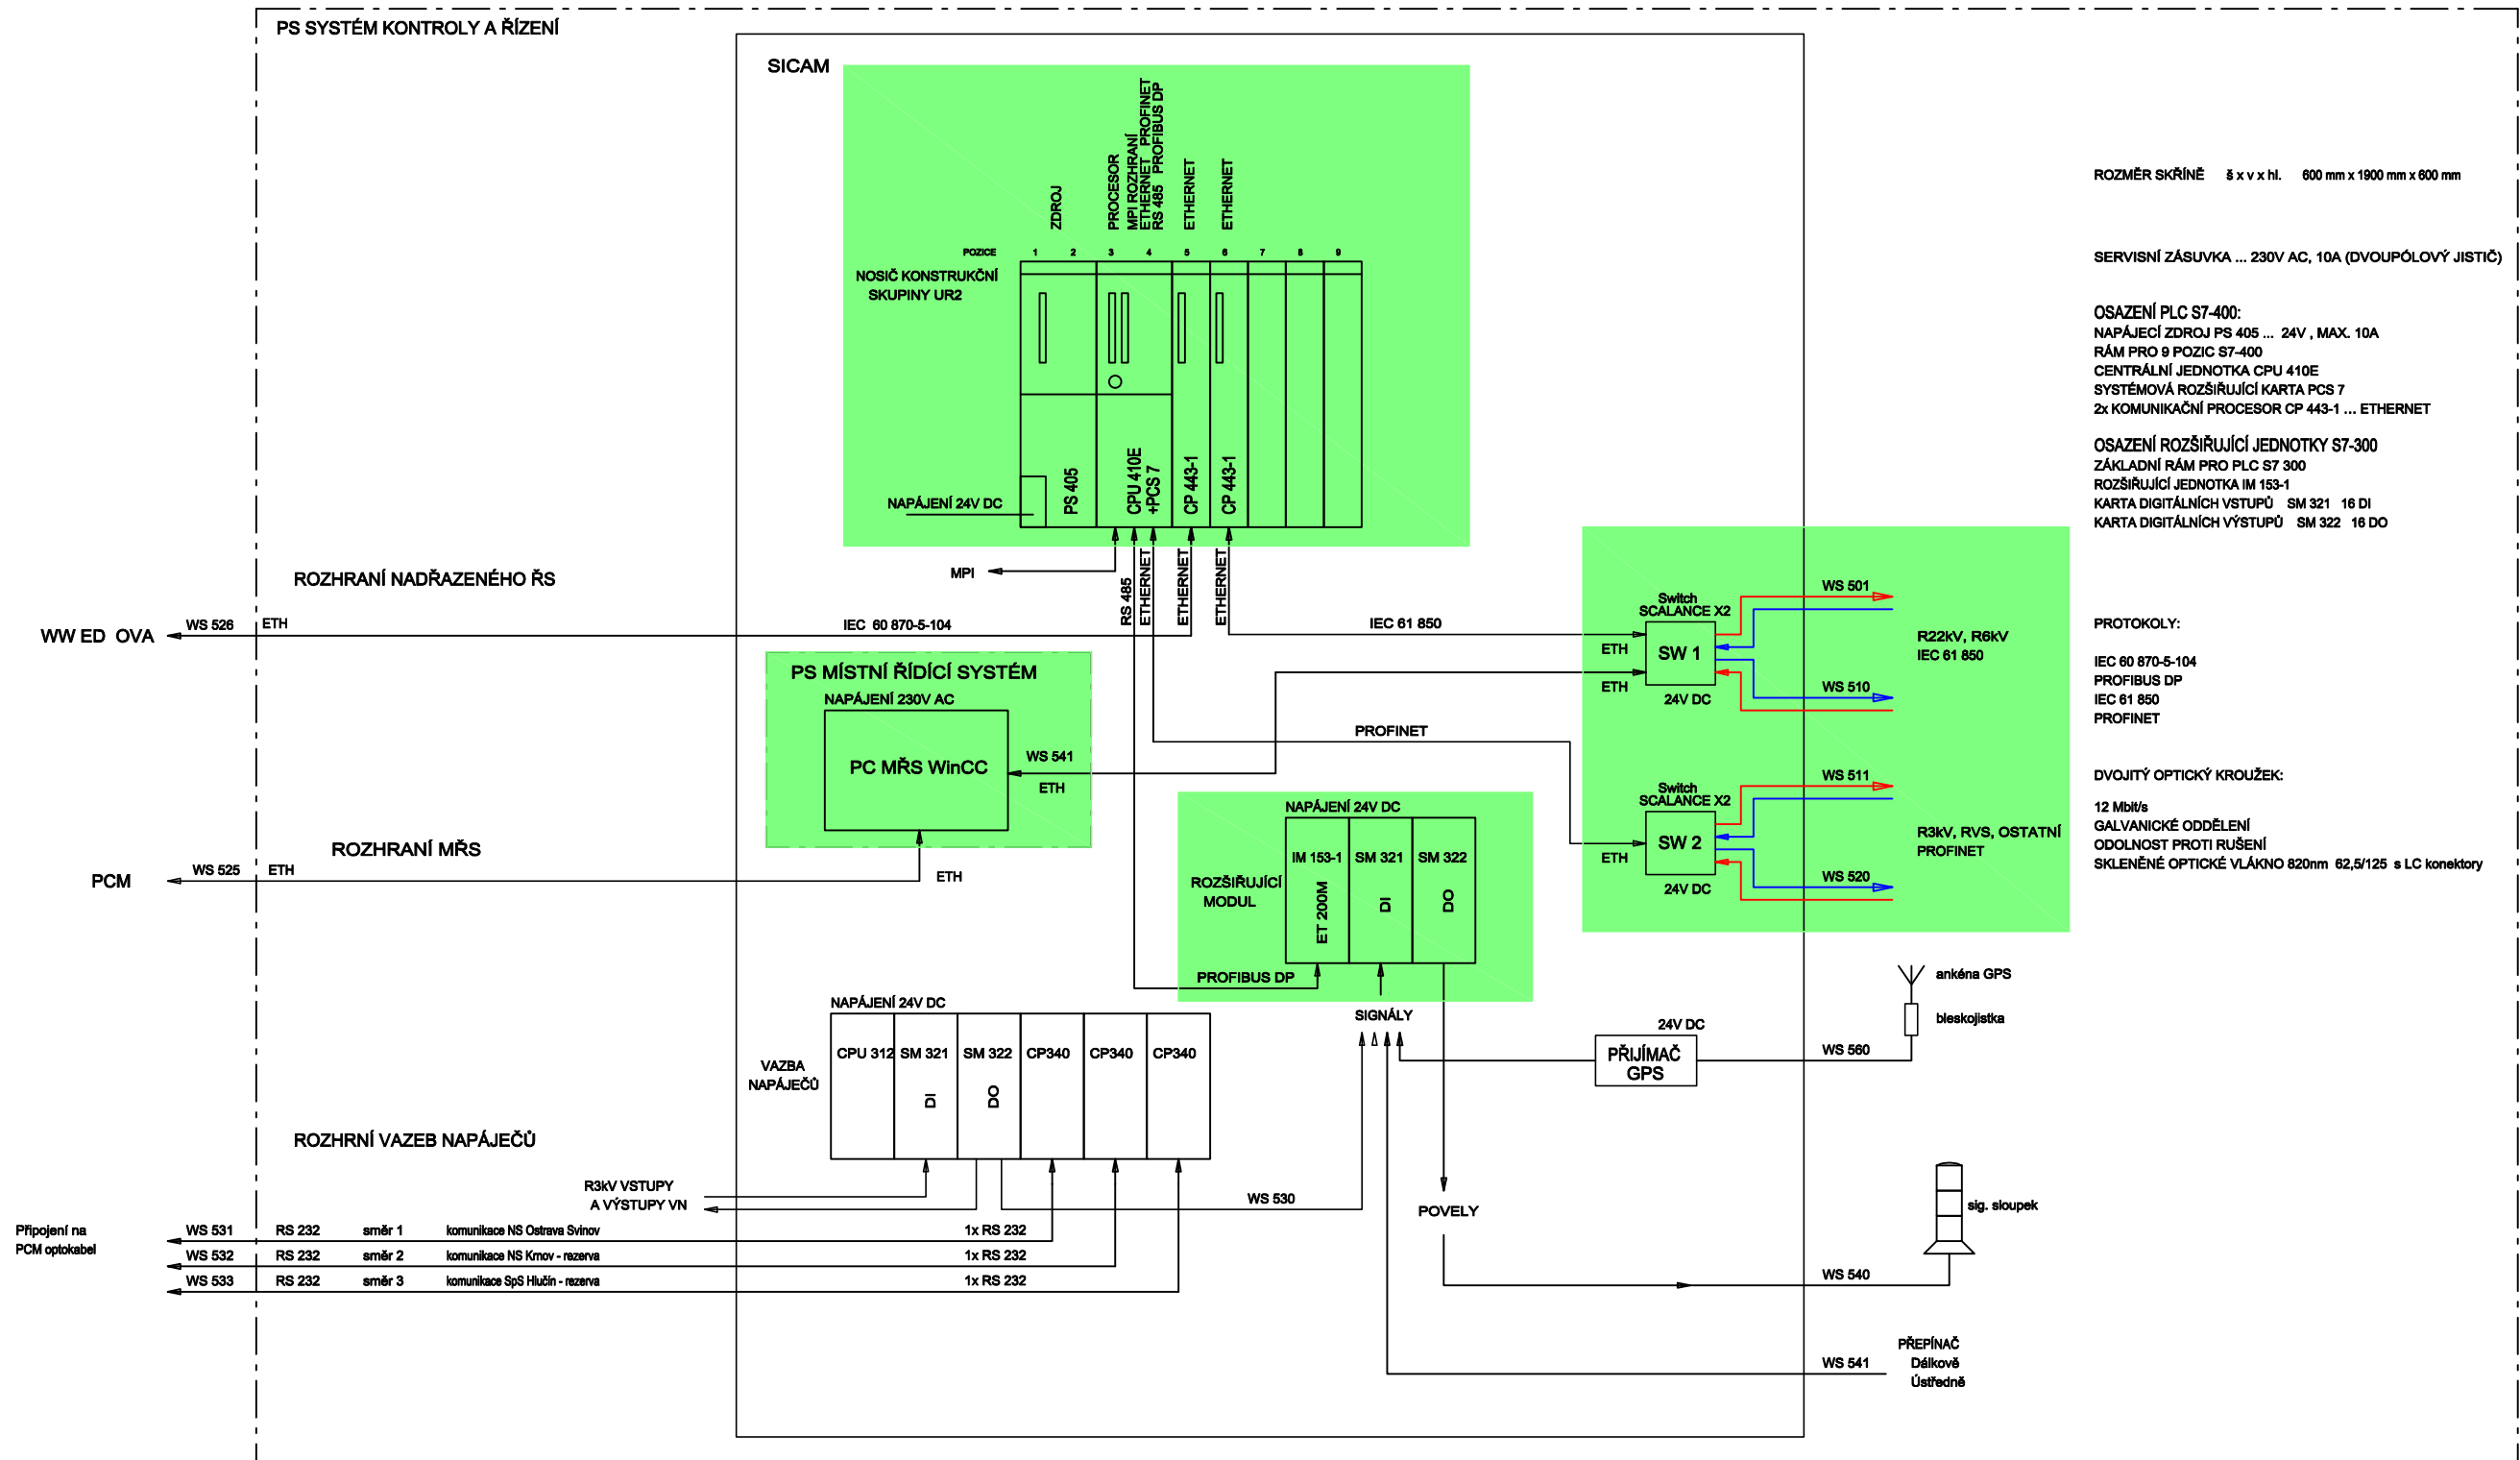 PS SYSTÉM KONTROLY A ŘÍZENÍ
SICAM
ZDROJ
PROCESOR
MPI ROZHRANÍ
ETHERNET PROFINET
RS 485 PROFIBUS DP
ETHERNET
ETHERNET
POZICE 1 2 3 4 5 6 7 8 9
NOSIČ KONSTRUKČNÍ
SKUPINY UR2
NAPÁJENÍ 24V DC
PS 405
CPU 410E
+PCS 7
CP 443-1
CP 443-1
MPI
RS 485
ETHERNET
ETHERNET
ETHERNET
ROZMĚR SKŘÍNĚ š x v x hl. 600 mm x 1900 mm x 600 mm
SERVISNÍ ZÁSUVKA ... 230V AC, 10A (DVOUPÓLOVÝ JISTIČ)
OSAZENÍ PLC S7-400:
NAPÁJECÍ ZDROJ PS 405 ... 24V , MAX. 10A
RÁM PRO 9 POZIC S7-400
CENTRÁLNÍ JEDNOTKA CPU 410E
SYSTÉMOVÁ ROZŠIŘUJÍCÍ KARTA PCS 7
2x KOMUNIKAČNÍ PROCESOR CP 443-1 ... ETHERNET
OSAZENÍ ROZŠIŘUJÍCÍ JEDNOTKY S7-300
ZÁKLADNÍ RÁM PRO PLC S7 300
ROZŠIŘUJÍCÍ JEDNOTKA IM 153-1
KARTA DIGITÁLNÍCH VSTUPŮ SM 321 16 DI
KARTA DIGITÁLNÍCH VÝSTUPŮ SM 322 16 DO
PROTOKOLY:
IEC 60 870-5-104
PROFIBUS DP
IEC 61 850
PROFINET
DVOJITÝ OPTICKÝ KROUŽEK:
12 Mbit/s
GALVANICKÉ ODDĚLENÍ
ODOLNOST PROTI RUŠENÍ
SKLENĚNÉ OPTICKÉ VLÁKNO 820nm 62,5/125 s LC konektory
ROZHRANÍ NADŘAZENÉHO ŘS
WW ED OVA
WS 526
ETH
IEC 60 870-5-104
IEC 61 850
PS MÍSTNÍ ŘÍDÍCÍ SYSTÉM
NAPÁJENÍ 230V AC
PC MŘS WinCC
WS 541
ETH
PROFINET
Switch
SCALANCE X2
SW 1
ETH
ETH
24V DC
WS 501
R22kV, R6kV
IEC 61 850
WS 510
Switch
SCALANCE X2
SW 2
ETH
24V DC
WS 511
R3kV, RVS, OSTATNÍ
PROFINET
WS 520
ROZHRANÍ MŘS
PCM
WS 525
ETH
ETH
NAPÁJENÍ 24V DC
ROZŠIŘUJÍCÍ
MODUL
IM 153-1
ET 200M
SM 321
DI
SM 322
DO
PROFIBUS DP
SIGNÁLY
NAPÁJENÍ 24V DC
VAZBA
NAPÁJEČŮ
CPU 312
SM 321
DI
SM 322
DO
CP340
CP340
CP340
24V DC
PŘIJÍMAČ
GPS
WS 560
ankéna GPS
bleskojistka
ROZHRNÍ VAZEB NAPÁJEČŮ
R3kV VSTUPY
A VÝSTUPY VN
WS 530
POVELY
Připojení na
PCM optokabel
WS 531 RS 232 směr 1 komunikace NS Ostrava Svinov 1x RS 232
WS 532 RS 232 směr 2 komunikace NS Krnov - rezerva 1x RS 232
WS 533 RS 232 směr 3 komunikace SpS Hlučín - rezerva 1x RS 232
sig. sloupek
WS 540
WS 541
PŘEPÍNAČ
Dálkově
Ústředně